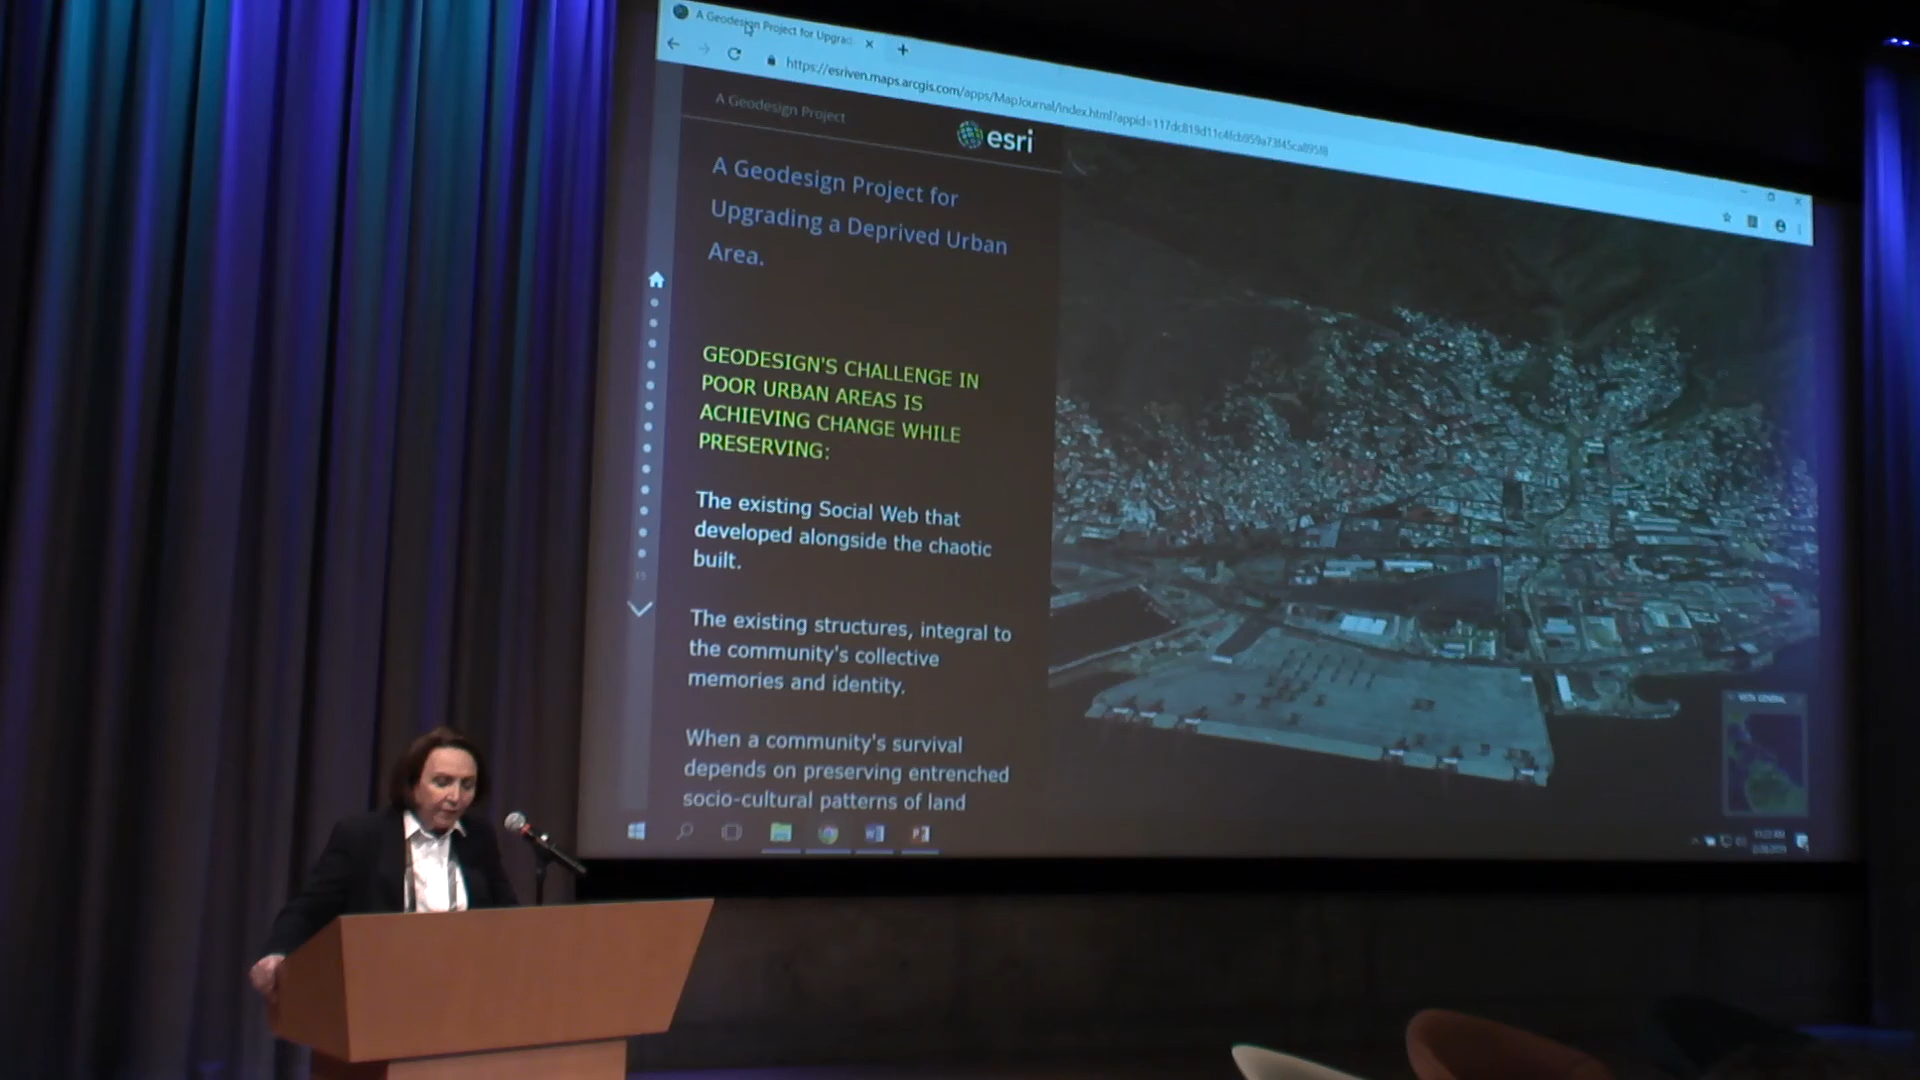 A Geodesign Project for Upgrad
https://esriven.maps.arcgis.com/apps/MapJournal/index.html?appid=
A Geodesign Project
esri
A Geodesign Project for
Upgrading a Deprived Urban
Area.
GEODESIGN'S CHALLENGE IN
POOR URBAN AREAS IS
ACHIEVING CHANGE WHILE
PRESERVING:
The existing Social Web that
developed alongside the chaotic
built.
The existing structures, integral to
the community's collective
memories and identity.
When a community's survival
depends on preserving entrenched
socio-cultural patterns of land
15